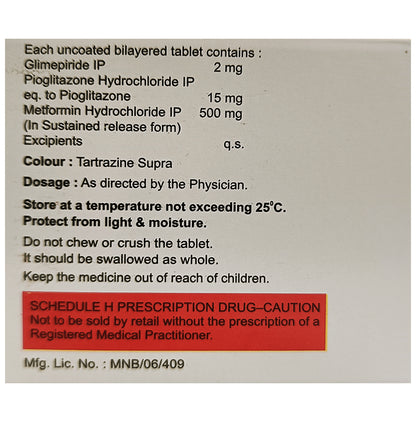 Each uncoated bilayered tablet contains :
Glimepiride IP 2 mg
Pioglitazone Hydrochloride IP
eq. to Pioglitazone 15 mg
Metformin Hydrochloride IP 500 mg
(In Sustained release form)
Excipients q.s.
Colour : Tartrazine Supra
Dosage : As directed by the Physician.
Store at a temperature not exceeding 25°C.
Protect from light & moisture.
Do not chew or crush the tablet.
It should be swallowed as whole.
Keep the medicine out of reach of children.
SCHEDULE H PRESCRIPTION DRUG–CAUTION
Not to be sold by retail without the prescription of a
Registered Medical Practitioner.
Mfg. Lic. No. : MNB/06/409